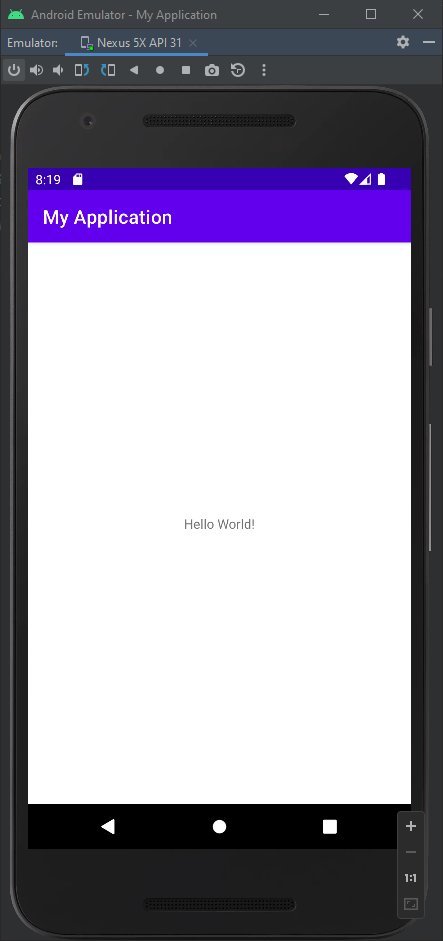 Android Emulator - My Application
Emulator: Nexus 5X API 31
8:19
My Application
Hello World!
1:1